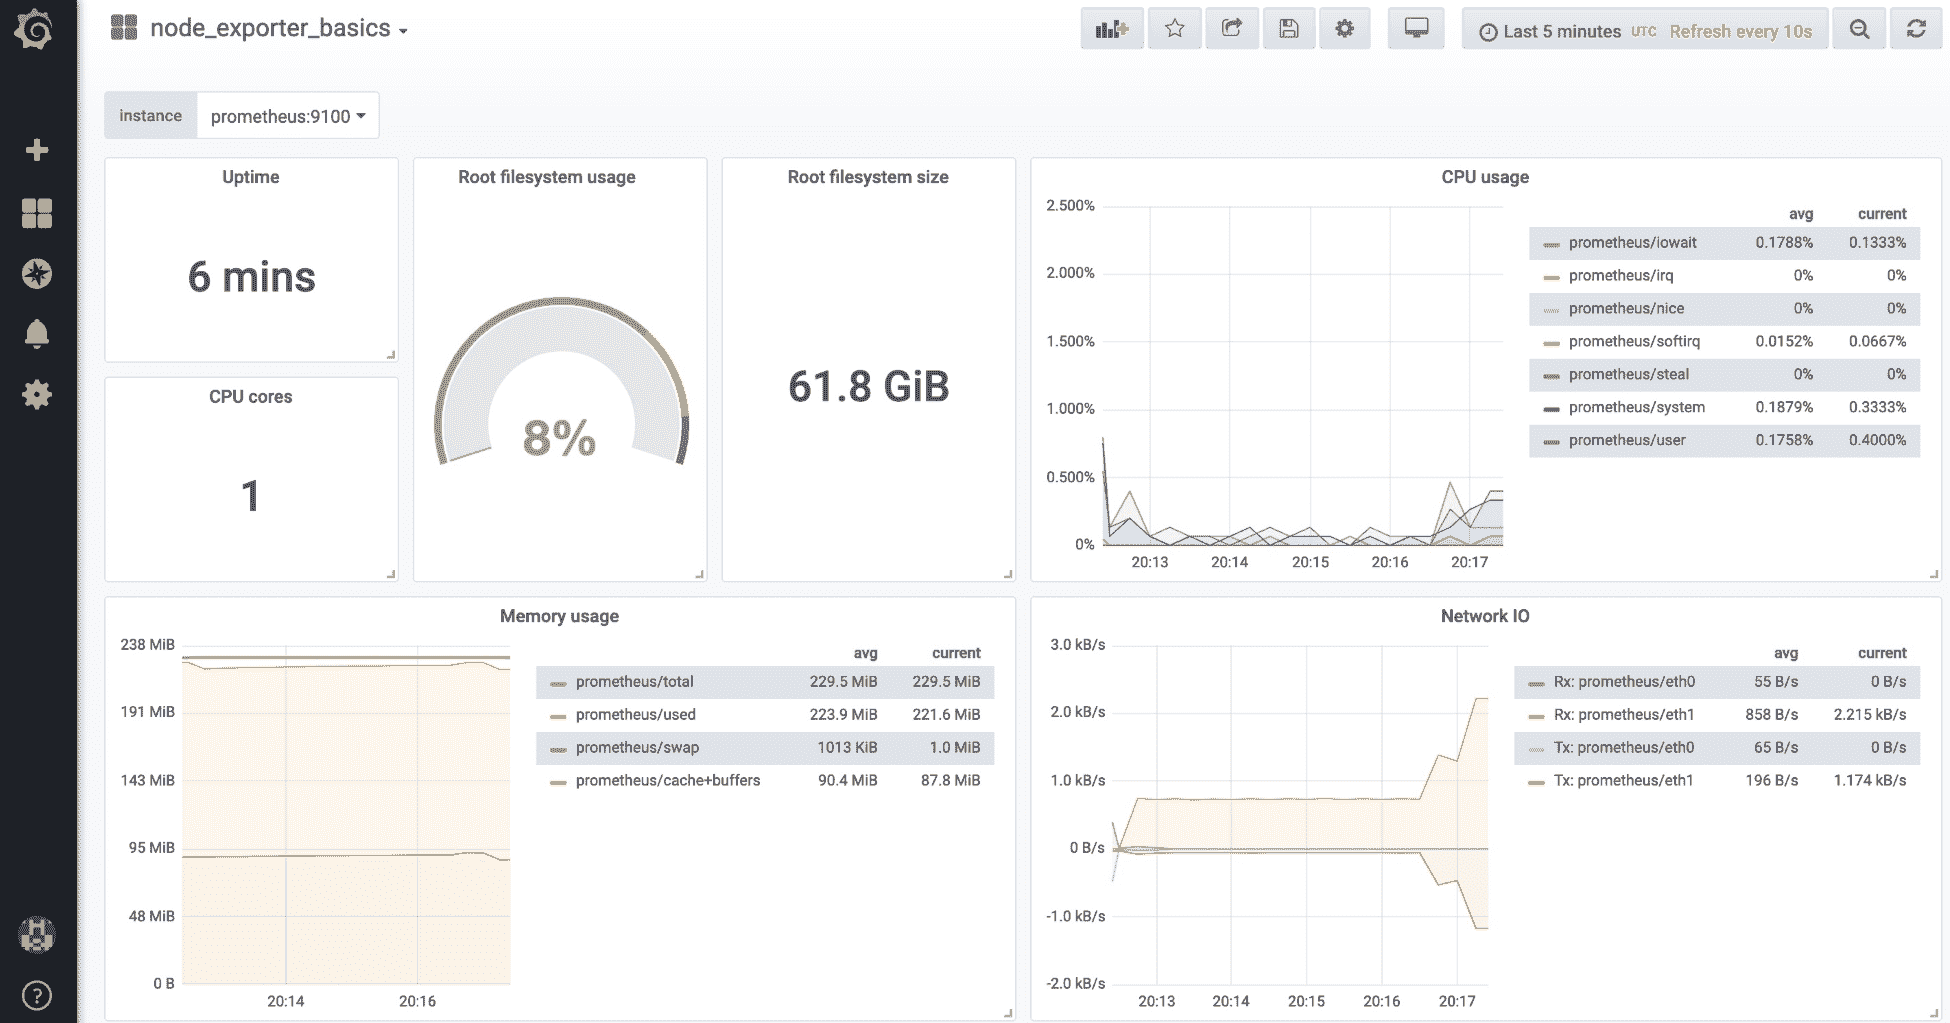 node_exporter_basics
Last 5 minutes UTC Refresh every 10s
instance prometheus:9100
Uptime
6 mins
CPU cores
1
Root filesystem usage
8%
Root filesystem size
61.8 GiB
CPU usage
2.500%
2.000%
1.500%
1.000%
0.500%
0%
20:13 20:14 20:15 20:16 20:17
avg current
prometheus/iowait 0.1788% 0.1333%
prometheus/irq 0% 0%
prometheus/nice 0% 0%
prometheus/softirq 0.0152% 0.0667%
prometheus/steal 0% 0%
prometheus/system 0.1879% 0.3333%
prometheus/user 0.1758% 0.4000%
Memory usage
238 MiB
191 MiB
143 MiB
95 MiB
48 MiB
0 B
20:14 20:16
avg current
prometheus/total 229.5 MiB 229.5 MiB
prometheus/used 223.9 MiB 221.6 MiB
prometheus/swap 1013 KiB 1.0 MiB
prometheus/cache+buffers 90.4 MiB 87.8 MiB
Network IO
3.0 kB/s
2.0 kB/s
1.0 kB/s
0 B/s
-1.0 kB/s
-2.0 kB/s
20:13 20:14 20:15 20:16 20:17
avg current
Rx: prometheus/eth0 55 B/s 0 B/s
Rx: prometheus/eth1 858 B/s 2.215 kB/s
Tx: prometheus/eth0 65 B/s 0 B/s
Tx: prometheus/eth1 196 B/s 1.174 kB/s